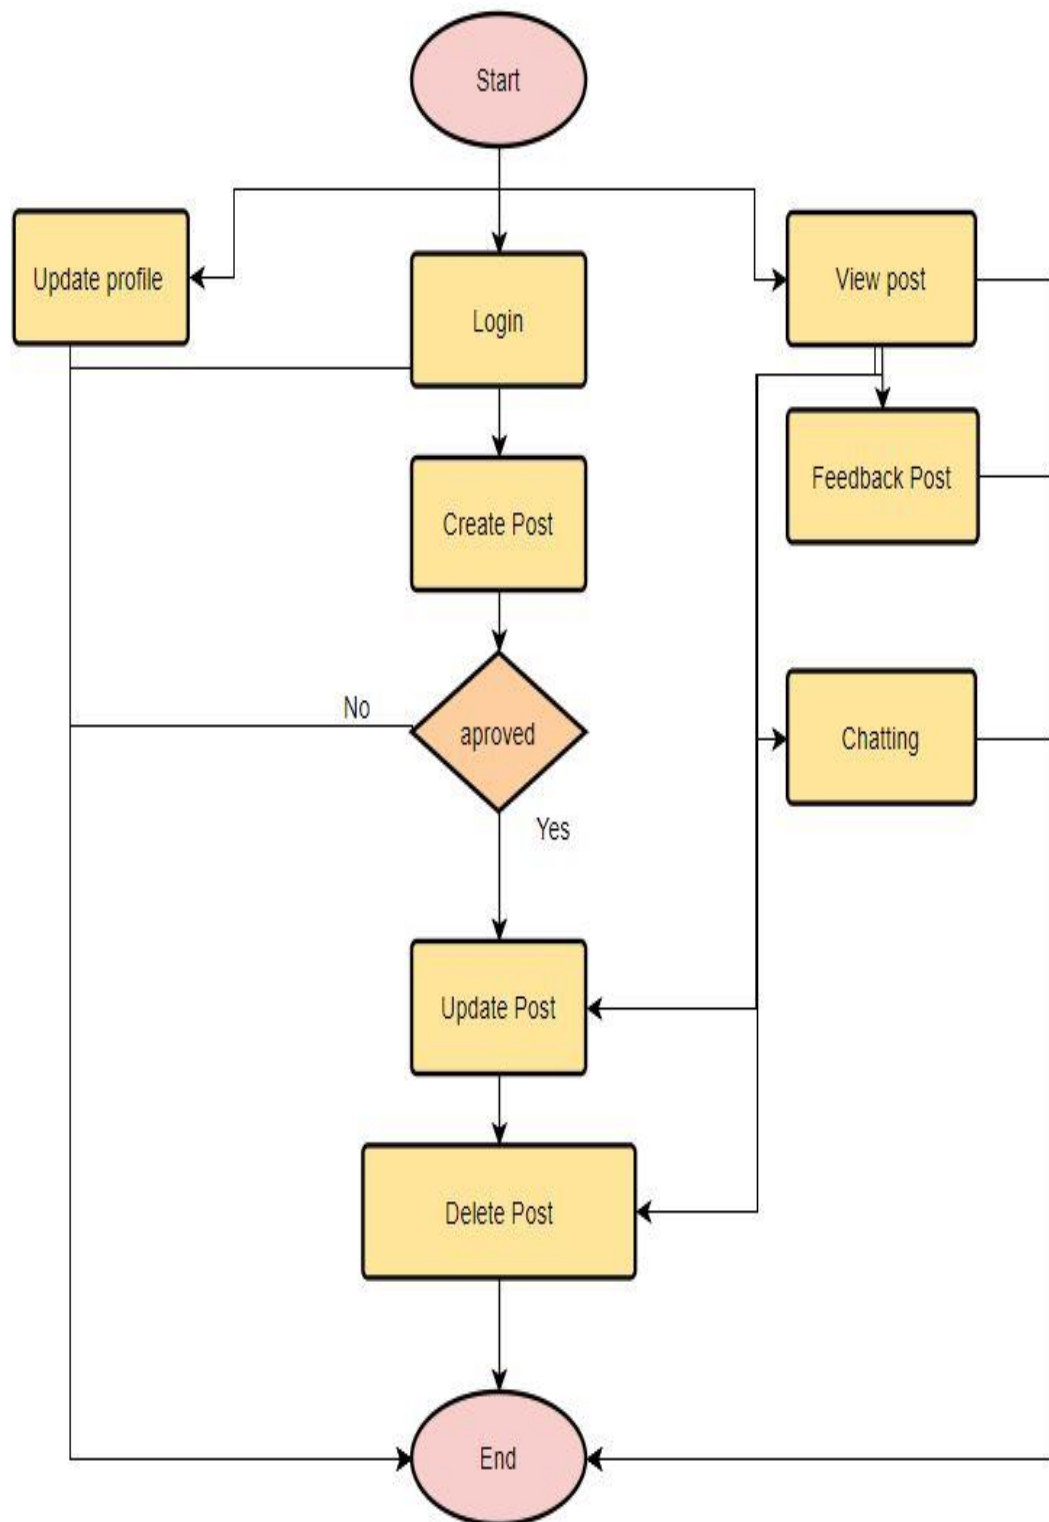 Start
Update profile
Login
View post
Create Post
Feedback Post
No
aproved
Chatting
Yes
Update Post
Delete Post
End